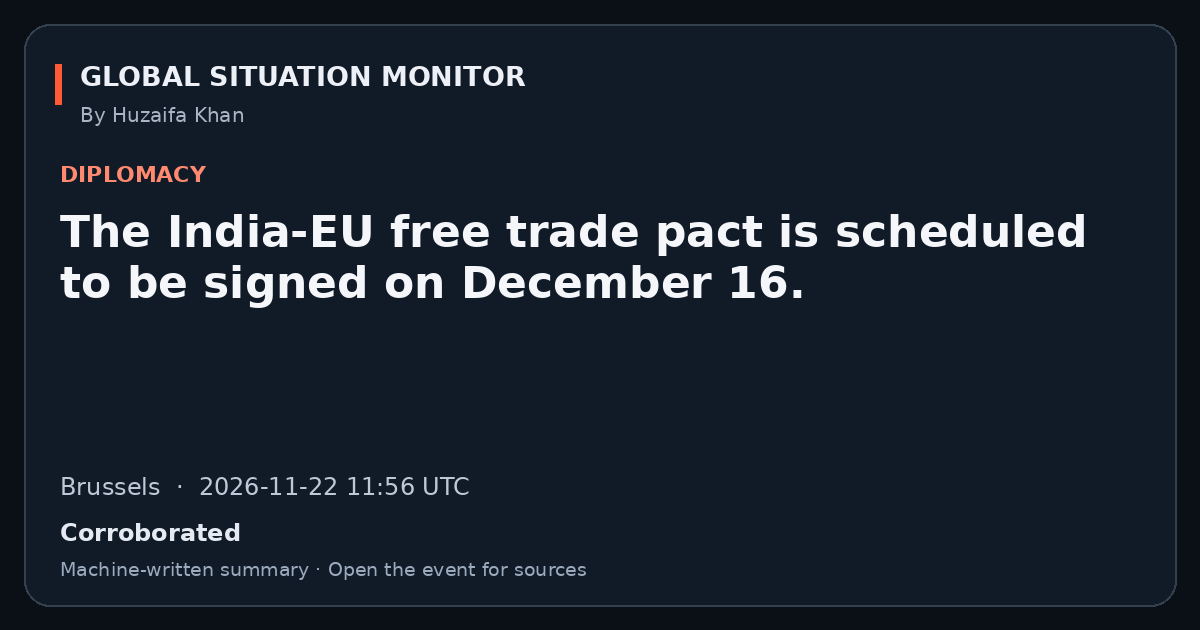 GLOBAL SITUATION MONITOR
By Huzaifa Khan
DIPLOMACY
The India-EU free trade pact is scheduled
to be signed on December 16.
Brussels · 2026-11-22 11:56 UTC
Corroborated
Machine-written summary · Open the event for sources